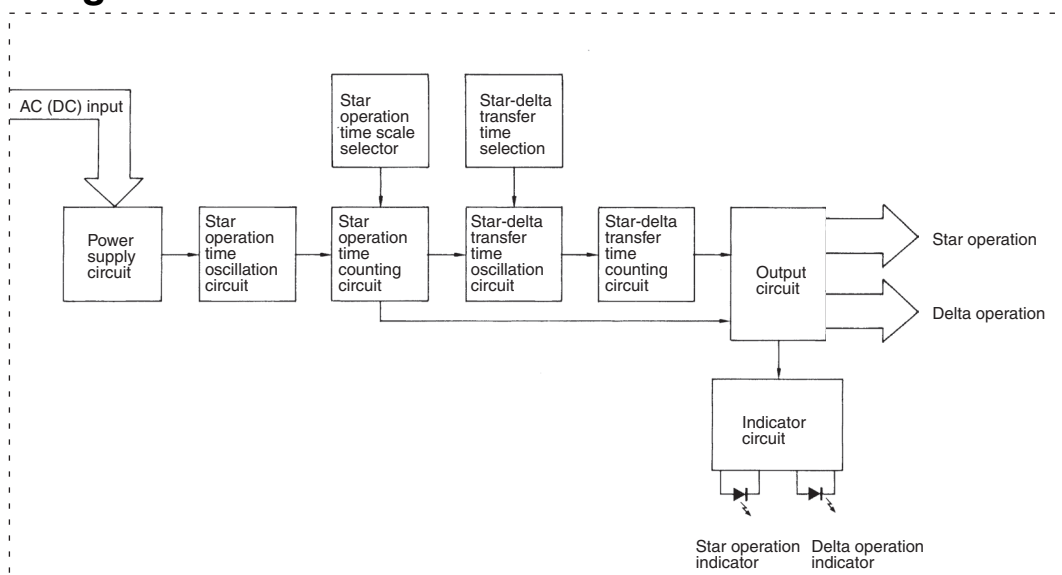 AC (DC) input
Star
operation
time scale
selector
Star-delta
transfer
time
selection
Power
supply
circuit
Star
operation
time
oscillation
circuit
Star
operation
time
counting
circuit
Star-delta
transfer
time
oscillation
circuit
Star-delta
transfer
time
counting
circuit
Output
circuit
Star operation
Delta operation
Indicator
circuit
Star operation
indicator
Delta operation
indicator